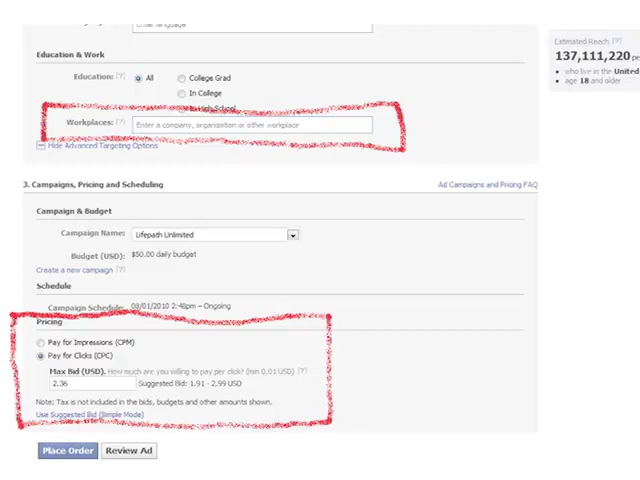 Enter language
Education & Work
Education: [?] All College Grad
In College
In High School
Workplaces: [?] Enter a company, organization or other workplace
Hide Advanced Targeting Options
Estimated Reach [?]
137,111,220 pe
who live in the United
age 18 and older
3. Campaigns, Pricing and Scheduling Ad Campaigns and Pricing FAQ
Campaign & Budget
Campaign Name: Lifepath Unlimited
Budget (USD): $50.00 daily budget
Create a new campaign [?]
Schedule
Campaign Schedule: 08/01/2010 2:48pm – Ongoing
Pricing
Pay for Impressions (CPM)
Pay for Clicks (CPC)
Max Bid (USD). How much are you willing to pay per click? (min 0.01 USD) [?]
2.36 Suggested Bid: 1.91 - 2.99 USD
Note: Tax is not included in the bids, budgets and other amounts shown.
Use Suggested Bid (Simple Mode)
Place Order Review Ad